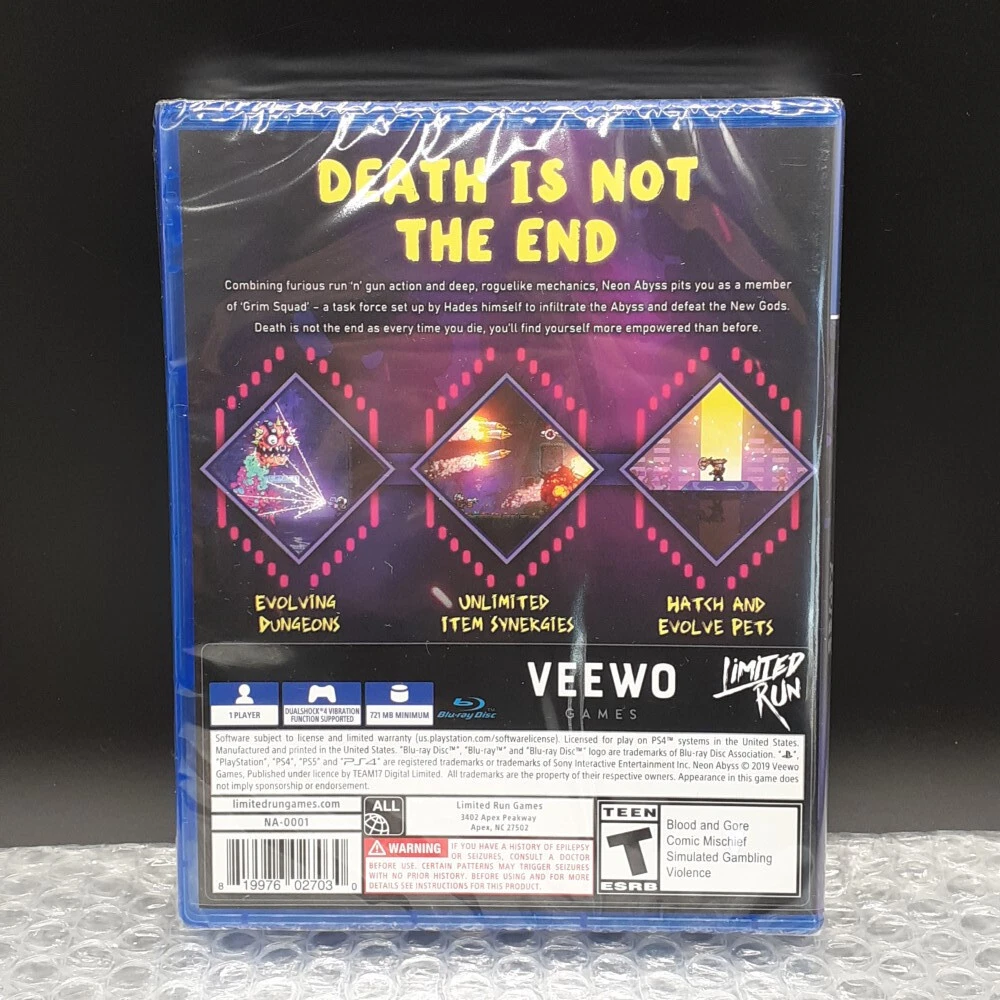 DEATH IS NOT
THE END
Combining furious run 'n' gun action and deep, roguelike mechanics, Neon Abyss pits you as a member
of 'Grim Squad' – a task force set up by Hades himself to infiltrate the Abyss and defeat the New Gods.
Death is not the end as every time you die, you'll find yourself more empowered than before.
EVOLVING
DUNGEONS
UNLIMITED
ITEM SYNERGIES
HATCH AND
EVOLVE PETS
VEEWO
GAMES
LIMITED
RUN
1 PLAYER
DUALSHOCK®4 VIBRATION
FUNCTION SUPPORTED
721 MB MINIMUM
Blu-ray Disc™
Software subject to license and limited warranty (us.playstation.com/softwarelicense). Licensed for play on PS4™ systems in the United States.
Manufactured and printed in the United States. "Blu-ray Disc™", "Blu-ray™" and "Blu-ray Disc™" logo are trademarks of Blu-ray Disc Association. " ",
"PlayStation", "PS4", "PS5" and "PS4" are registered trademarks or trademarks of Sony Interactive Entertainment Inc. Neon Abyss © 2019 Veewo
Games, Published under licence by TEAM17 Digital Limited. All trademarks are the property of their respective owners. Appearance in this game does
not imply sponsorship or endorsement.
limitedrungames.com
NA-0001
8 19976 02703 0
ALL
Limited Run Games
3402 Apex Peakway
Apex, NC 27502
WARNING IF YOU HAVE A HISTORY OF EPILEPSY
OR SEIZURES, CONSULT A DOCTOR
BEFORE USE. CERTAIN PATTERNS MAY TRIGGER SEIZURES
WITH NO PRIOR HISTORY. BEFORE USING AND FOR MORE
DETAILS SEE INSTRUCTIONS FOR THIS PRODUCT.
TEEN
T
ESRB
Blood and Gore
Comic Mischief
Simulated Gambling
Violence